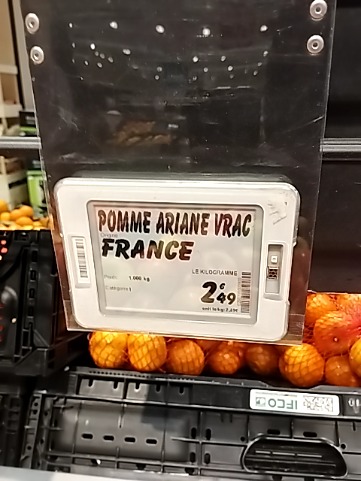 POMME ARIANE VRAC
Origine
FRANCE
LE KILOGRAMME
Poids: 1.000 kg
Catégorie 1
2€49
IFCO